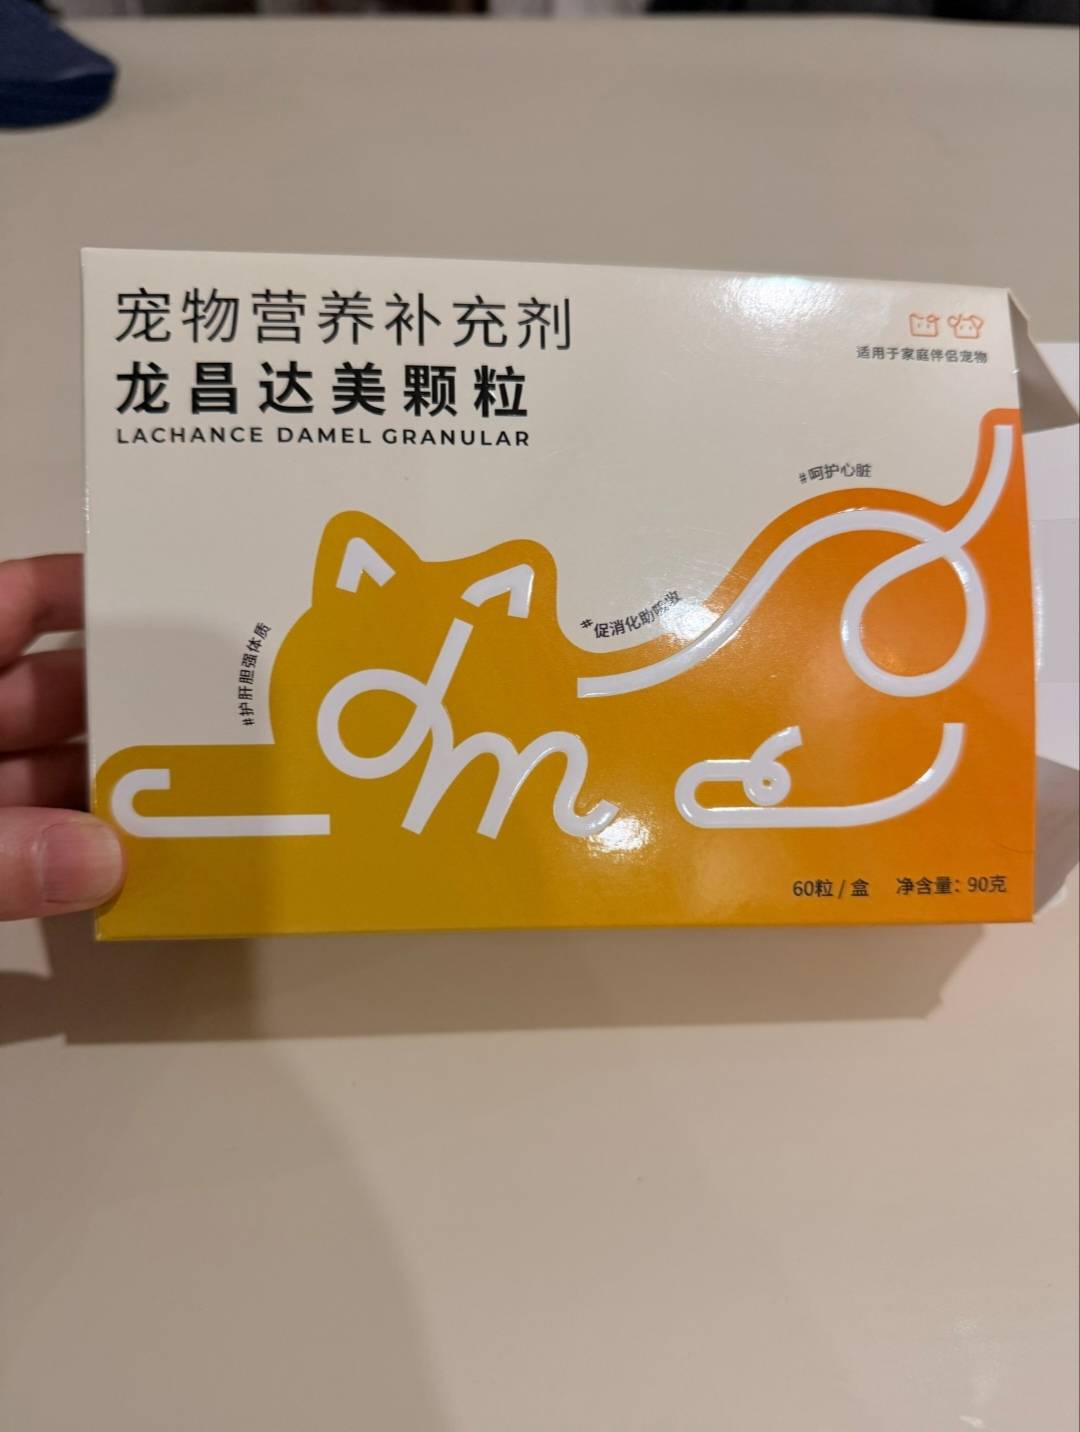 宠物营养补充剂
龙昌达美颗粒
LACHANCE DAMEL GRANULAR
适用于家庭伴侣宠物
#呵护心脏
#促消化助吸收
#护肝胆强体质
dm
60粒 / 盒 净含量: 90克